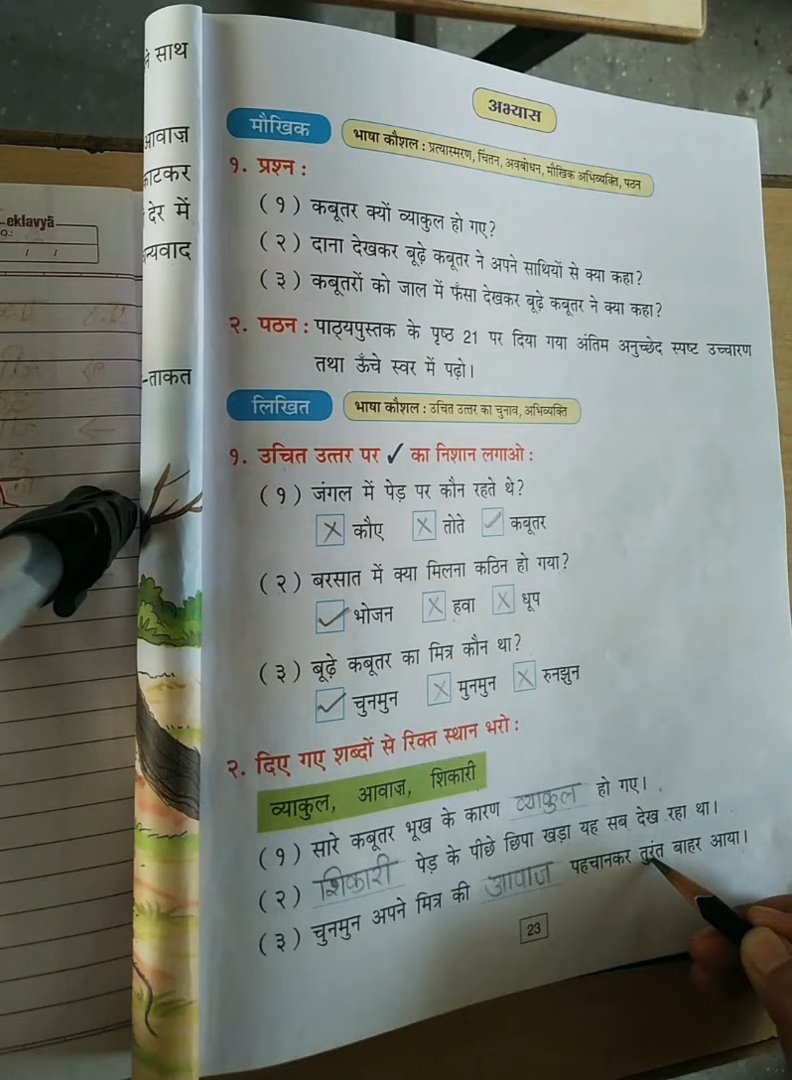 साथ
आवाज़
काटकर
देर में
न्यवाद
-ताकत
eklavyā
अभ्यास
मौखिक
भाषा कौशल : प्रत्यास्मरण, चिंतन, अवबोधन, मौखिक अभिव्यक्ति, पठन
१. प्रश्न :
(१) कबूतर क्यों व्याकुल हो गए?
(२) दाना देखकर बूढ़े कबूतर ने अपने साथियों से क्या कहा?
(३) कबूतरों को जाल में फँसा देखकर बूढ़े कबूतर ने क्या कहा?
२. पठन : पाठ्यपुस्तक के पृष्ठ 21 पर दिया गया अंतिम अनुच्छेद स्पष्ट उच्चारण
तथा ऊँचे स्वर में पढ़ो।
लिखित
भाषा कौशल : उचित उत्तर का चुनाव, अभिव्यक्ति
१. उचित उत्तर पर ✓ का निशान लगाओ :
(१) जंगल में पेड़ पर कौन रहते थे?
✗ कौए ✗ तोते ✓ कबूतर
(२) बरसात में क्या मिलना कठिन हो गया?
✓ भोजन ✗ हवा ✗ धूप
(३) बूढ़े कबूतर का मित्र कौन था?
✓ चुनमुन ✗ मुनमुन ✗ रुनझुन
२. दिए गए शब्दों से रिक्त स्थान भरो :
व्याकुल, आवाज़, शिकारी
(१) सारे कबूतर भूख के कारण व्याकुल हो गए।
(२) शिकारी पेड़ के पीछे छिपा खड़ा यह सब देख रहा था।
(३) चुनमुन अपने मित्र की आवाज पहचानकर तुरंत बाहर आया।
23